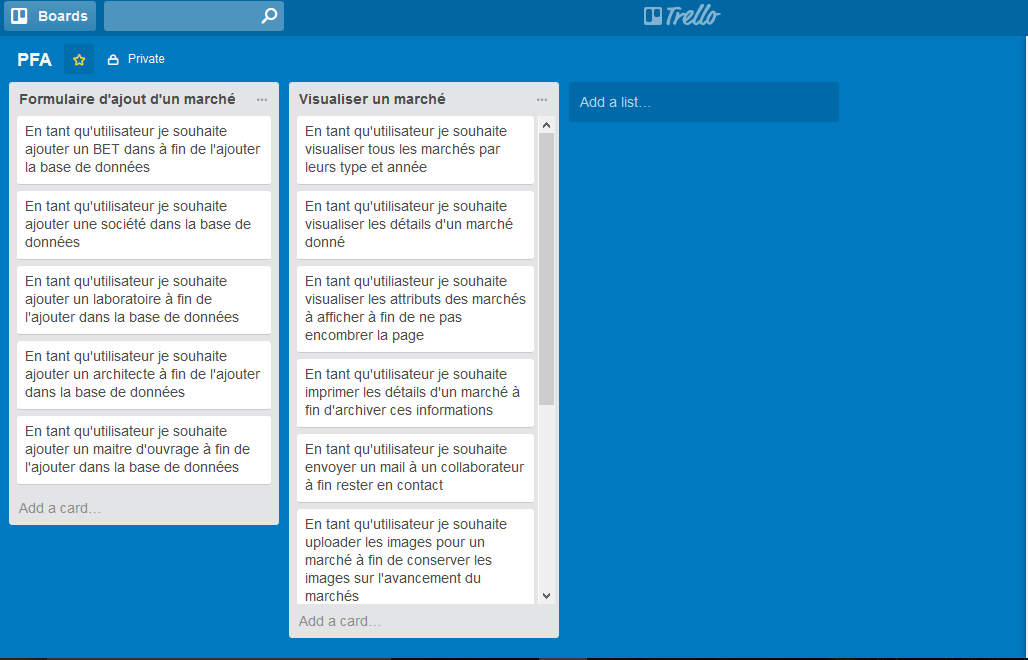 Boards
Trello
PFA
Private
Formulaire d'ajout d'un marché
En tant qu'utilisateur je souhaite
ajouter un BET dans à fin de l'ajouter
la base de données
En tant qu'utilisateur je souhaite
ajouter une société dans la base de
données
En tant qu'utilisateur je souhaite
ajouter un laboratoire à fin de
l'ajouter dans la base de données
En tant qu'utilisateur je souhaite
ajouter un architecte à fin de l'ajouter
dans la base de données
En tant qu'utilisateur je souhaite
ajouter un maitre d'ouvrage à fin de
l'ajouter dans la base de données
Add a card…
Visualiser un marché
En tant qu'utilisateur je souhaite
visualiser tous les marchés par
leurs type et année
En tant qu'utilisateur je souhaite
visualiser les détails d'un marché
donné
En tant qu'utiliasteur je souhaite
visualiser les attributs des marchés
à afficher à fin de ne pas
encombrer la page
En tant qu'utilisateur je souhaite
imprimer les détails d'un marché à
fin d'archiver ces informations
En tant qu'utilisateur je souhaite
envoyer un mail à un collaborateur
à fin rester en contact
En tant qu'utilisateur je souhaite
uploader les images pour un
marché à fin de conserver les
images sur l'avancement du
marchés
Add a card…
Add a list…